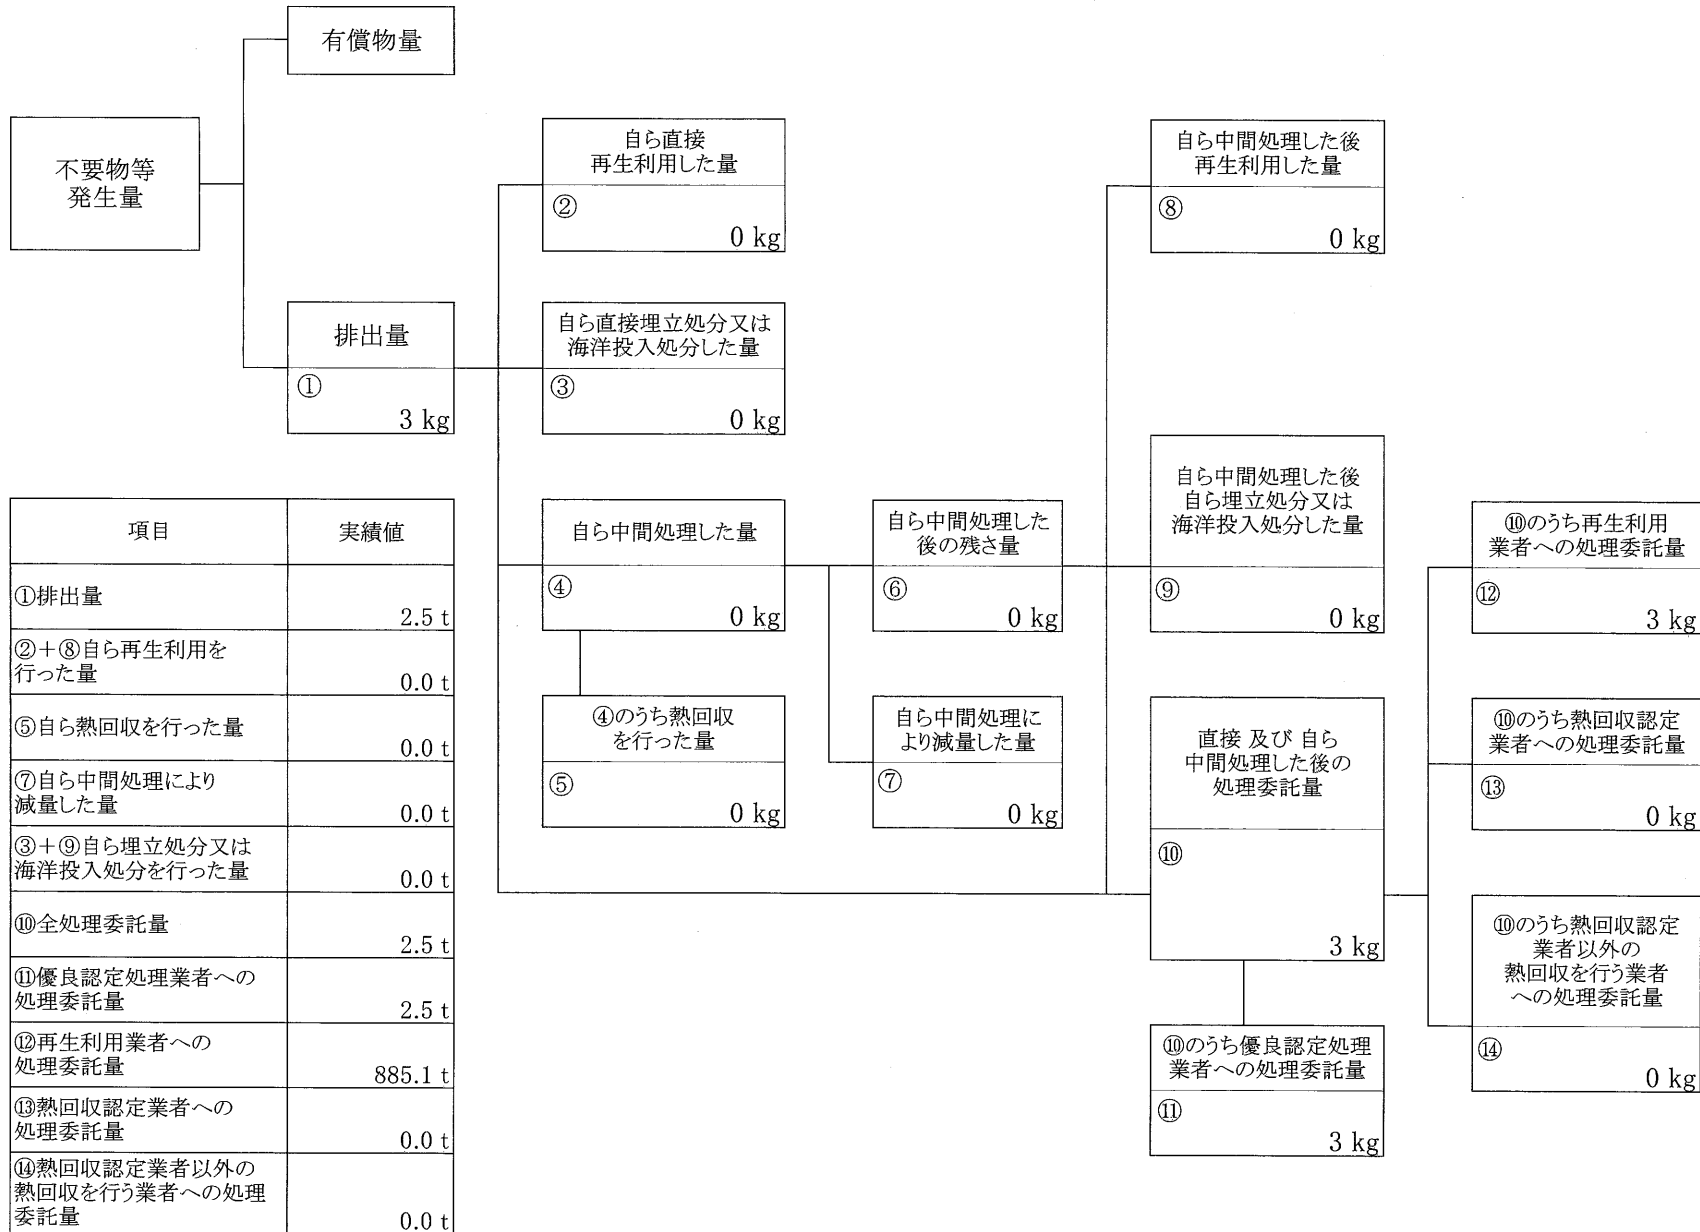 有償物量
不要物等
発生量
排出量
①
3 kg
自ら直接
再生利用した量
②
0 kg
自ら直接埋立処分又は
海洋投入処分した量
③
0 kg
自ら中間処理した量
④
0 kg
④のうち熱回収
を行った量
⑤
0 kg
自ら中間処理した
後の残さ量
⑥
0 kg
自ら中間処理に
より減量した量
⑦
0 kg
自ら中間処理した後
再生利用した量
⑧
0 kg
自ら中間処理した後
自ら埋立処分又は
海洋投入処分した量
⑨
0 kg
直接 及び 自ら
中間処理した後の
処理委託量
⑩
3 kg
⑩のうち優良認定処理
業者への処理委託量
⑪
3 kg
⑩のうち再生利用
業者への処理委託量
⑫
3 kg
⑩のうち熱回収認定
業者への処理委託量
⑬
0 kg
⑩のうち熱回収認定
業者以外の
熱回収を行う業者
への処理委託量
⑭
0 kg
項目 実績値
①排出量
2.5 t
②＋⑧自ら再生利用を
行った量
0.0 t
⑤自ら熱回収を行った量
0.0 t
⑦自ら中間処理により
減量した量
0.0 t
③＋⑨自ら埋立処分又は
海洋投入処分を行った量
0.0 t
⑩全処理委託量
2.5 t
⑪優良認定処理業者への
処理委託量
2.5 t
⑫再生利用業者への
処理委託量
885.1 t
⑬熱回収認定業者への
処理委託量
0.0 t
⑭熱回収認定業者以外の
熱回収を行う業者への処理
委託量
0.0 t